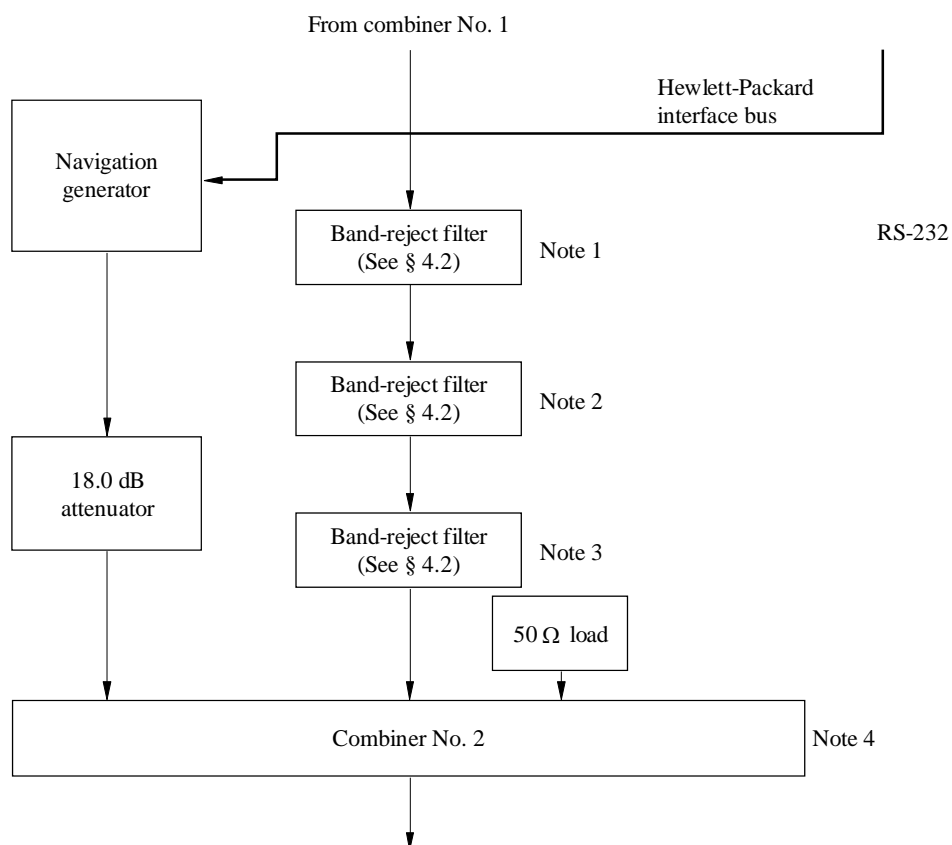 From combiner No. 1
Hewlett-Packard
interface bus
Navigation
generator
Band-reject filter
(See § 4.2)
Note 1
RS-232
Band-reject filter
(See § 4.2)
Note 2
18.0 dB
attenuator
Band-reject filter
(See § 4.2)
Note 3
50 Ω load
Combiner No. 2
Note 4